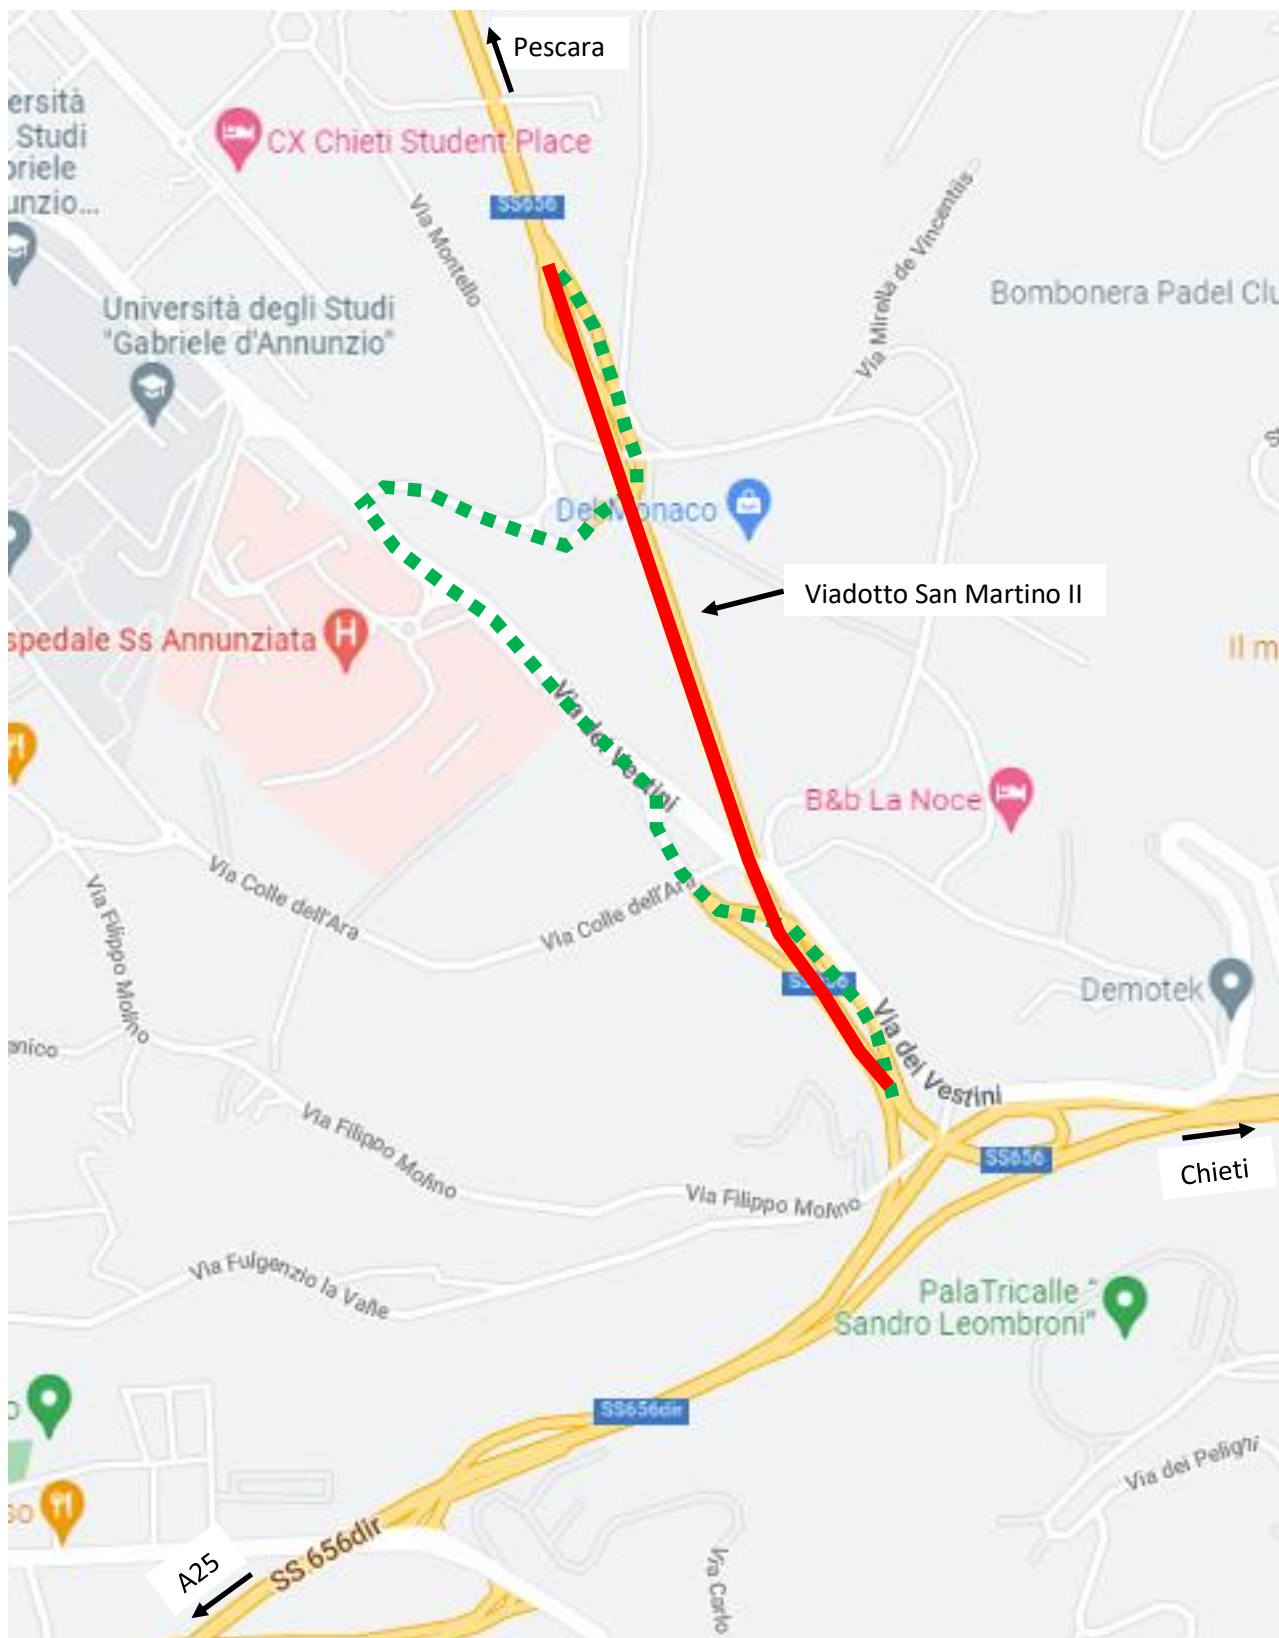 Pescara
ersità
Studi
briele
unzio...
CX Chieti Student Place
SS656
Via Montello
Via Mirella de Vincentiis
Bombonera Padel Clu
Università degli Studi
"Gabriele d'Annunzio"
Del Monaco
Viadotto San Martino II
spedale Ss Annunziata
H
Il m
Via dei Vestini
B&b La Noce
Via Colle dell'Ara
Via Colle dell'Ara
Via Filippo Molino
Demotek
Via dei Vestini
anico
Via Filippo Molino
SS656
Chieti
Via Filippo Molino
Via Fulgenzio la Valle
PalaTricalle "
Sandro Leombroni"
SS656dir
Via dei Peligni
so
A25
SS 656dir
Via Carlo